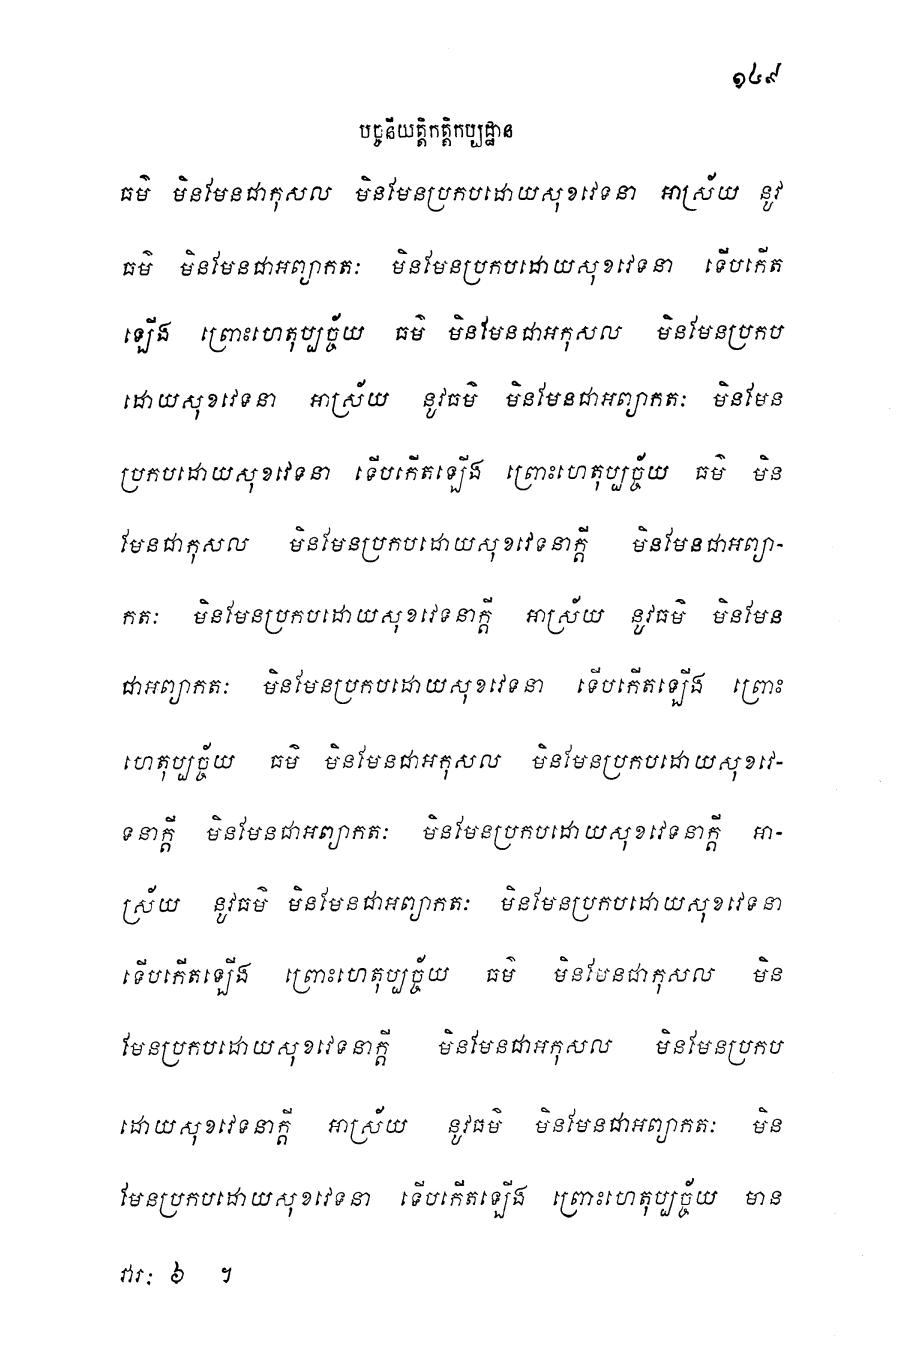 ១៤៩
បច្ចនីយត្តិកត្តិកប្បដ្ឋាន
ធម៌ មិនមែនជាកុសល មិនមែនប្រកបដោយសុខវេទនា អាស្រ័យ នូវ
ធម៌ មិនមែនជាអព្យាកតៈ មិនមែនប្រកបដោយសុខវេទនា ទើបកើត
ឡើង ព្រោះហេតុប្បច្ច័យ ធម៌ មិនមែនជាអកុសល មិនមែនប្រកប
ដោយសុខវេទនា អាស្រ័យ នូវធម៌ មិនមែនជាអព្យាកតៈ មិនមែន
ប្រកបដោយសុខវេទនា ទើបកើតឡើង ព្រោះហេតុប្បច្ច័យ ធម៌ មិន
មែនជាកុសល មិនមែនប្រកបដោយសុខវេទនាក្តី មិនមែនជាអព្យា-
កតៈ មិនមែនប្រកបដោយសុខវេទនាក្តី អាស្រ័យ នូវធម៌ មិនមែន
ជាអព្យាកតៈ មិនមែនប្រកបដោយសុខវេទនា ទើបកើតឡើង ព្រោះ
ហេតុប្បច្ច័យ ធម៌ មិនមែនជាអកុសល មិនមែនប្រកបដោយសុខវេ-
ទនាក្តី មិនមែនជាអព្យាកតៈ មិនមែនប្រកបដោយសុខវេទនាក្តី អា-
ស្រ័យ នូវធម៌ មិនមែនជាអព្យាកតៈ មិនមែនប្រកបដោយសុខវេទនា
ទើបកើតឡើង ព្រោះហេតុប្បច្ច័យ ធម៌ មិនមែនជាកុសល មិន
មែនប្រកបដោយសុខវេទនាក្តី មិនមែនជាអកុសល មិនមែនប្រកប
ដោយសុខវេទនាក្តី អាស្រ័យ នូវធម៌ មិនមែនជាអព្យាកតៈ មិន
មែនប្រកបដោយសុខវេទនា ទើបកើតឡើង ព្រោះហេតុប្បច្ច័យ មាន
វារៈ ៦ ។